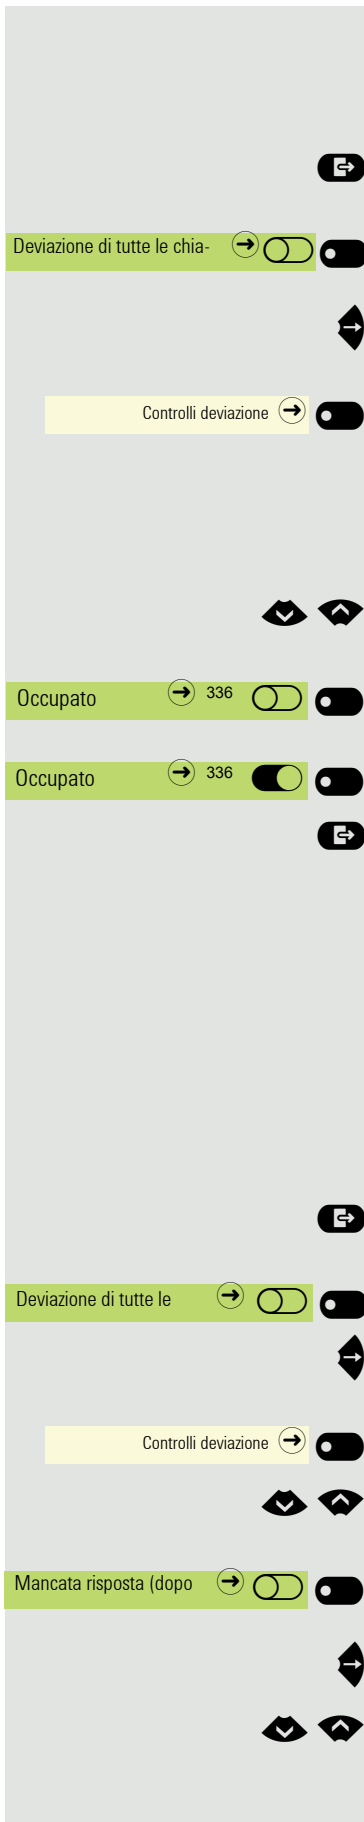 Deviazione di tutte le chia-
Controlli deviazione
Occupato 336
Occupato 336
Deviazione di tutte le
Controlli deviazione
Mancata risposta (dopo